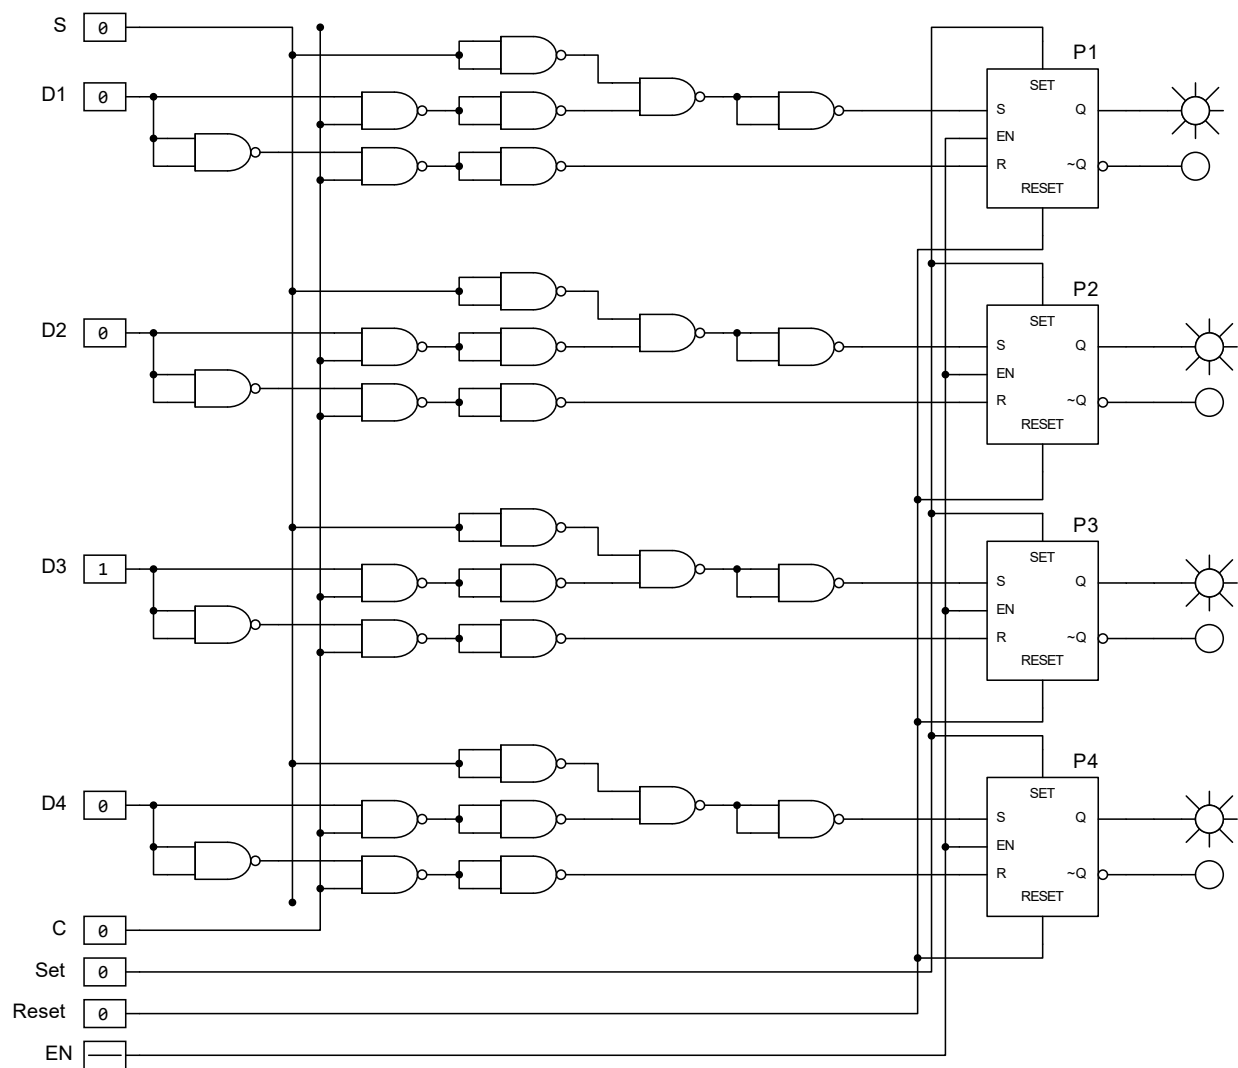 S 0
P1
D1 0
SET
S Q
EN
R ~Q
RESET
P2
D2 0
SET
S Q
EN
R ~Q
RESET
P3
D3 1
SET
S Q
EN
R ~Q
RESET
P4
D4 0
SET
S Q
EN
R ~Q
RESET
C 0
Set 0
Reset 0
EN